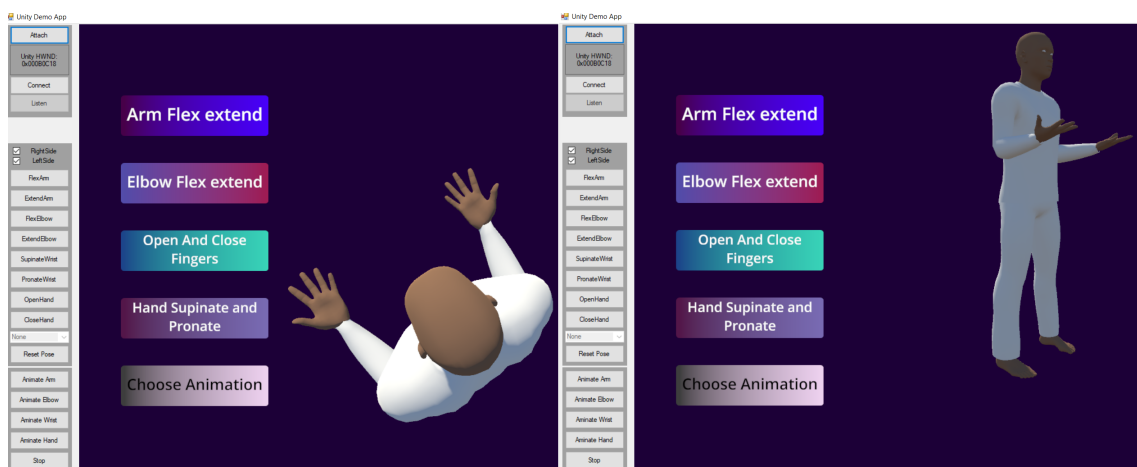 Unity Demo App
Attach
Unity HWND:
0x000B0C18
Connect
Listen
RightSide
LeftSide
FlexArm
ExtendArm
FlexElbow
ExtendElbow
SupinateWrist
PronateWrist
OpenHand
CloseHand
None
Reset Pose
Animate Arm
Animate Elbow
Aminate Wrist
Aminate Hand
Stop
Arm Flex extend
Elbow Flex extend
Open And Close
Fingers
Hand Supinate and
Pronate
Choose Animation
Unity Demo App
Attach
Unity HWND:
0x000B0C18
Connect
Listen
RightSide
LeftSide
FlexArm
ExtendArm
FlexElbow
ExtendElbow
SupinateWrist
PronateWrist
OpenHand
CloseHand
None
Reset Pose
Animate Arm
Animate Elbow
Aminate Wrist
Aminate Hand
Stop
Arm Flex extend
Elbow Flex extend
Open And Close
Fingers
Hand Supinate and
Pronate
Choose Animation